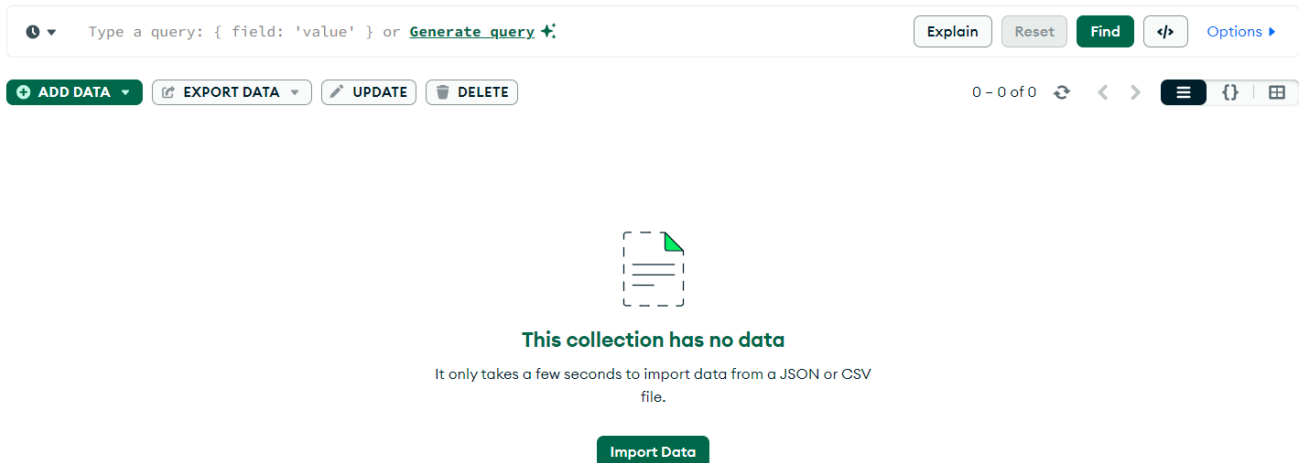 Type a query: { field: 'value' } or Generate query
Explain
Reset
Find
</>
Options
ADD DATA
EXPORT DATA
UPDATE
DELETE
0 – 0 of 0
{}
This collection has no data
It only takes a few seconds to import data from a JSON or CSV
file.
Import Data